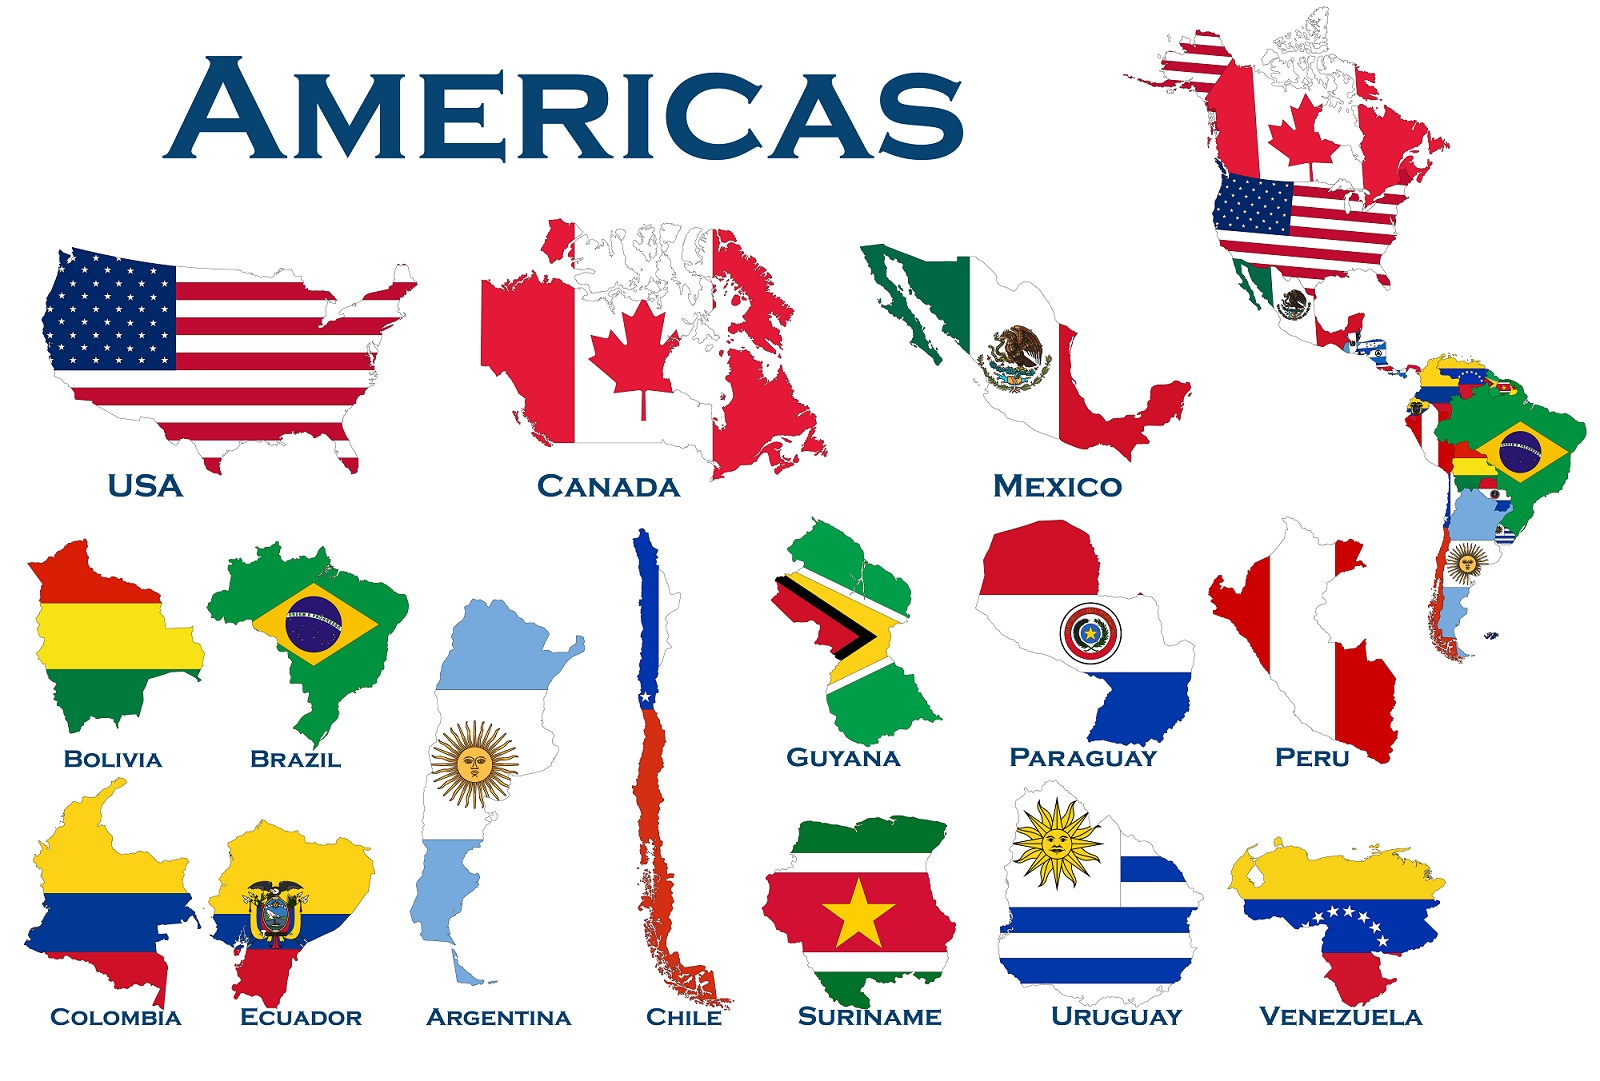 AMERICAS
USA
CANADA
MEXICO
BOLIVIA
BRAZIL
GUYANA
PARAGUAY
PERU
COLOMBIA
ECUADOR
ARGENTINA
CHILE
SURINAME
URUGUAY
VENEZUELA